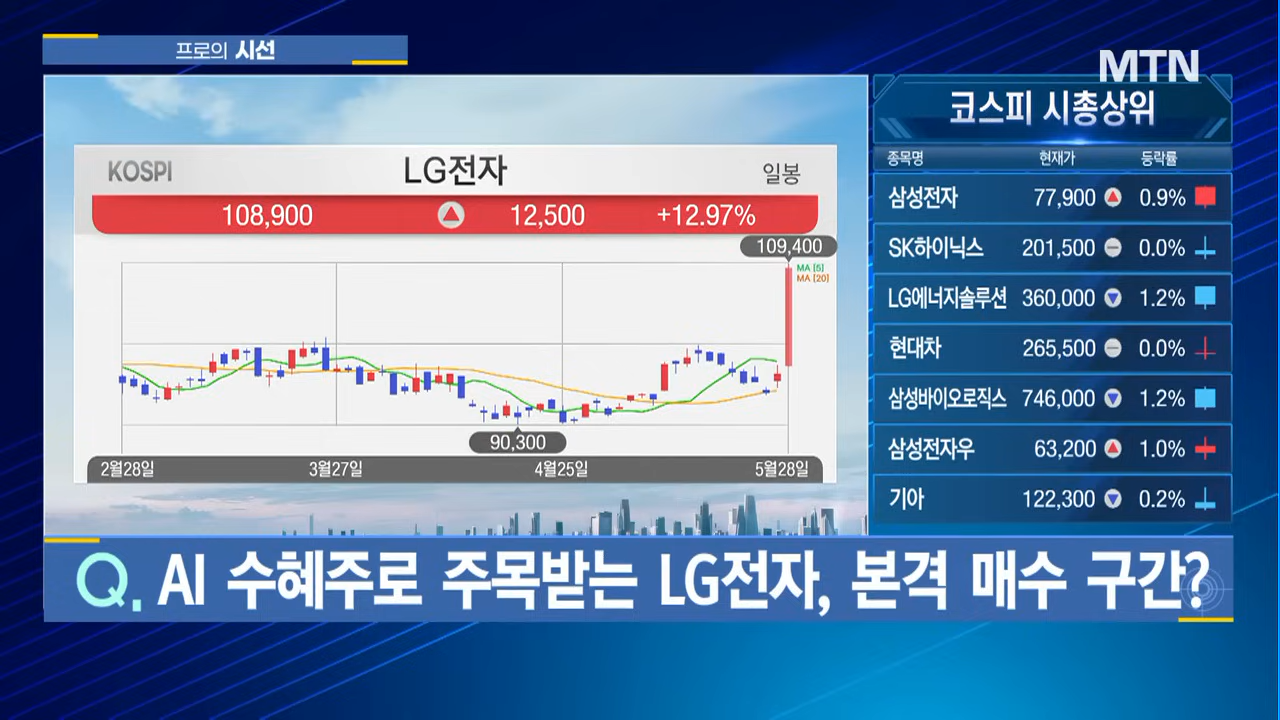 프로의 시선
MTN
KOSPI LG전자 일봉
108,900 12,500 +12.97%
109,400
MA [5]
MA [20]
90,300
2월28일 3월27일 4월25일 5월28일
코스피 시총상위
종목명 현재가 등락률
삼성전자 77,900 0.9%
SK하이닉스 201,500 0.0%
LG에너지솔루션 360,000 1.2%
현대차 265,500 0.0%
삼성바이오로직스 746,000 1.2%
삼성전자우 63,200 1.0%
기아 122,300 0.2%
Q. AI 수혜주로 주목받는 LG전자, 본격 매수 구간?